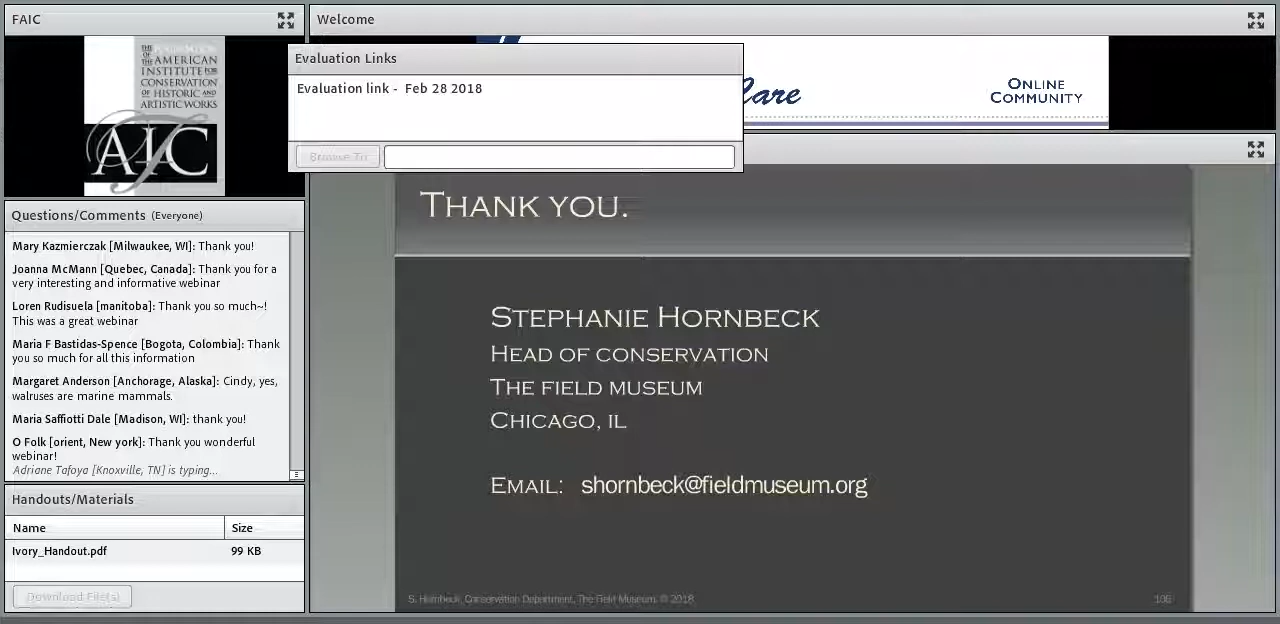 FAIC
THE
OF THE
AMERICAN
INSTITUTE FOR
CONSERVATION
OF HISTORIC AND
ARTISTIC WORKS
AIC
Welcome
Evaluation Links
Evaluation link - Feb 28 2018
Browse To
Care
ONLINE
COMMUNITY
Questions/Comments (Everyone)
Mary Kazmierczak [Milwaukee, WI]: Thank you!
Joanna McMann [Quebec, Canada]: Thank you for a
very interesting and informative webinar
Loren Rudisuela [manitoba]: Thank you so much~!
This was a great webinar
Maria F Bastidas-Spence [Bogota, Colombia]: Thank
you so much for all this information
Margaret Anderson [Anchorage, Alaska]: Cindy, yes,
walruses are marine mammals.
Maria Saffiotti Dale [Madison, WI]: thank you!
O Folk [orient, New york]: Thank you wonderful
webinar!
Adriane Tafoya [Knoxville, TN] is typing...
Handouts/Materials
Name Size
Ivory_Handout.pdf 99 KB
Download File(s)
THANK YOU.
STEPHANIE HORNBECK
HEAD OF CONSERVATION
THE FIELD MUSEUM
CHICAGO, IL
EMAIL: shornbeck@fieldmuseum.org
S. Hornbeck, Conservation Department, The Field Museum. © 2018
106